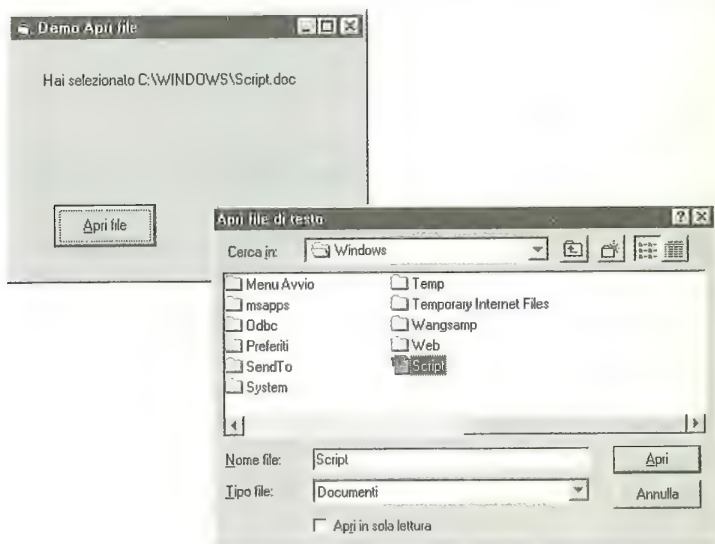 Demo Apri file
Hai selezionato C:\WINDOWS\Script.doc
Apri file
Apri file di testo
Cerca in: Windows
Menu Avvio
msapps
Odbc
Preferiti
SendTo
System
Temp
Temporary Internet Files
Wangsamp
Web
Script
Nome file: Script Apri
Tipo file: Documenti Annulla
Apri in sola lettura